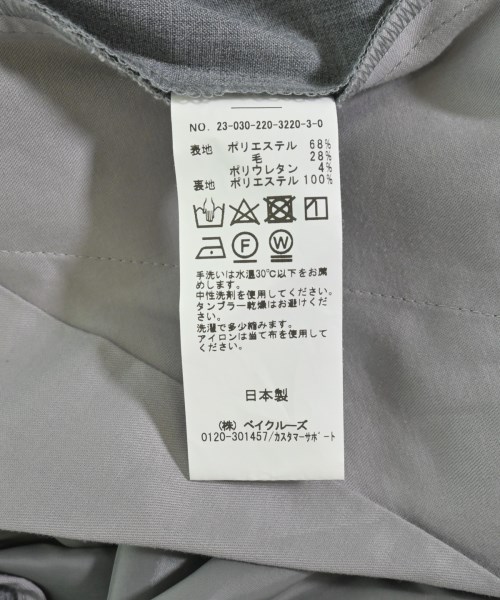 NO. 23-030-220-3220-3-0
表地 ポリエステル 68%
毛 28%
ポリウレタン 4%
裏地 ポリエステル 100%
F W
手洗いは水温30℃以下をお薦
めします。
中性洗剤を使用してください。
タンブラー乾燥はお避けくださ
い。
洗濯で多少縮みます。
アイロンは当て布を使用して
ください。
日本製
(株) ベイクルーズ
0120-301457/カスタマーサポート